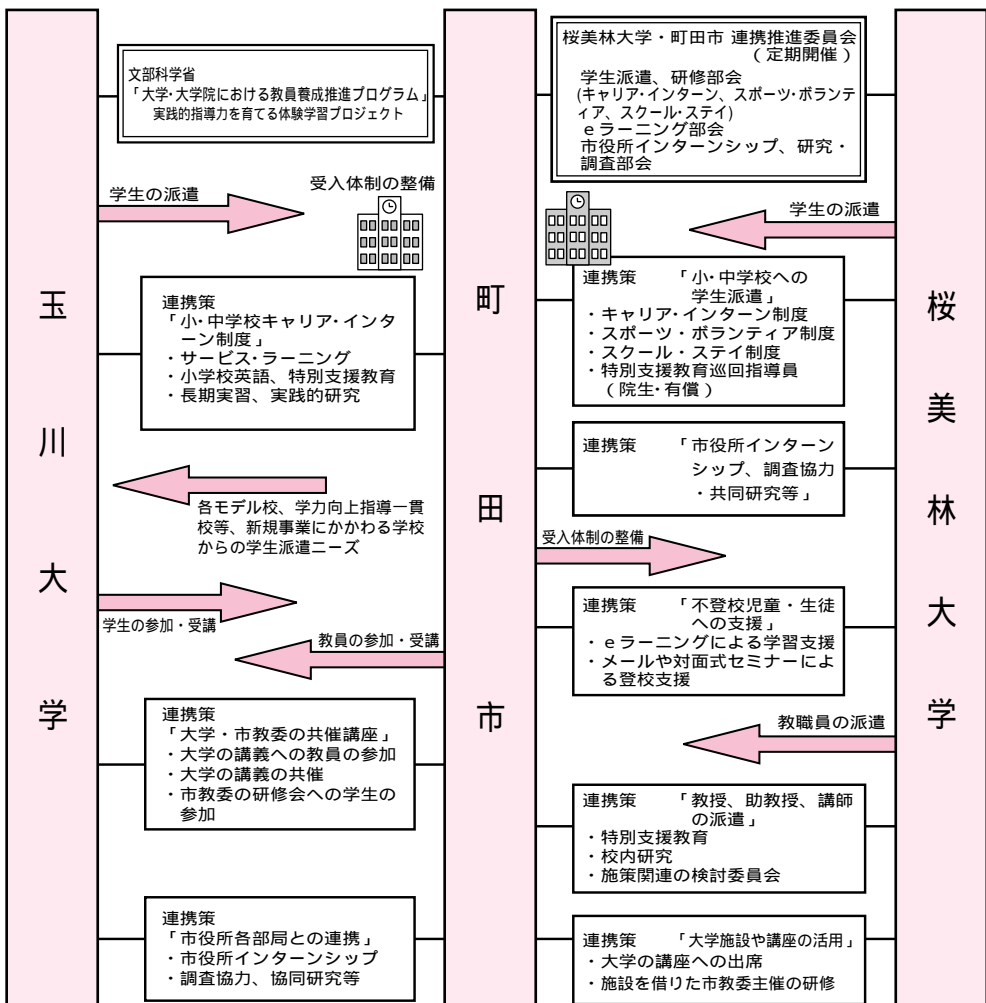 玉川大学
町田市
桜美林大学
文部科学省
「大学・大学院における教員養成推進プログラム」
実践的指導力を育てる体験学習プロジェクト
学生の派遣
受入体制の整備
連携策
「小・中学校キャリア・インタ
ーン制度」
・サービス・ラーニング
・小学校英語、特別支援教育
・長期実習、実践的研究
各モデル校、学力向上指導一貫
校等、新規事業にかかわる学校
からの学生派遣ニーズ
学生の参加・受講
教員の参加・受講
連携策
「大学・市教委の共催講座」
・大学の講義への教員の参加
・大学の講義の共催
・市教委の研修会への学生の
参加
連携策
「市役所各部局との連携」
・市役所インターンシップ
・調査協力、協同研究等
桜美林大学・町田市 連携推進委員会
(定期開催)
学生派遣、研修部会
(キャリア・インターン、スポーツ・ボランテ
ィア、スクール・ステイ)
eラーニング部会
市役所インターンシップ、研究・
調査部会
学生の派遣
連携策 「小・中学校への
学生派遣」
・キャリア・インターン制度
・スポーツ・ボランティア制度
・スクール・ステイ制度
・特別支援教育巡回指導員
(院生・有償)
連携策 「市役所インターン
シップ、調査協力
・共同研究等」
受入体制の整備
連携策 「不登校児童・生徒
への支援」
・eラーニングによる学習支援
・メールや対面式セミナーによ
る登校支援
教職員の派遣
連携策 「教授、助教授、講師
の派遣」
・特別支援教育
・校内研究
・施策関連の検討委員会
連携策 「大学施設や講座の活用」
・大学の講座への出席
・施設を借りた市教委主催の研修